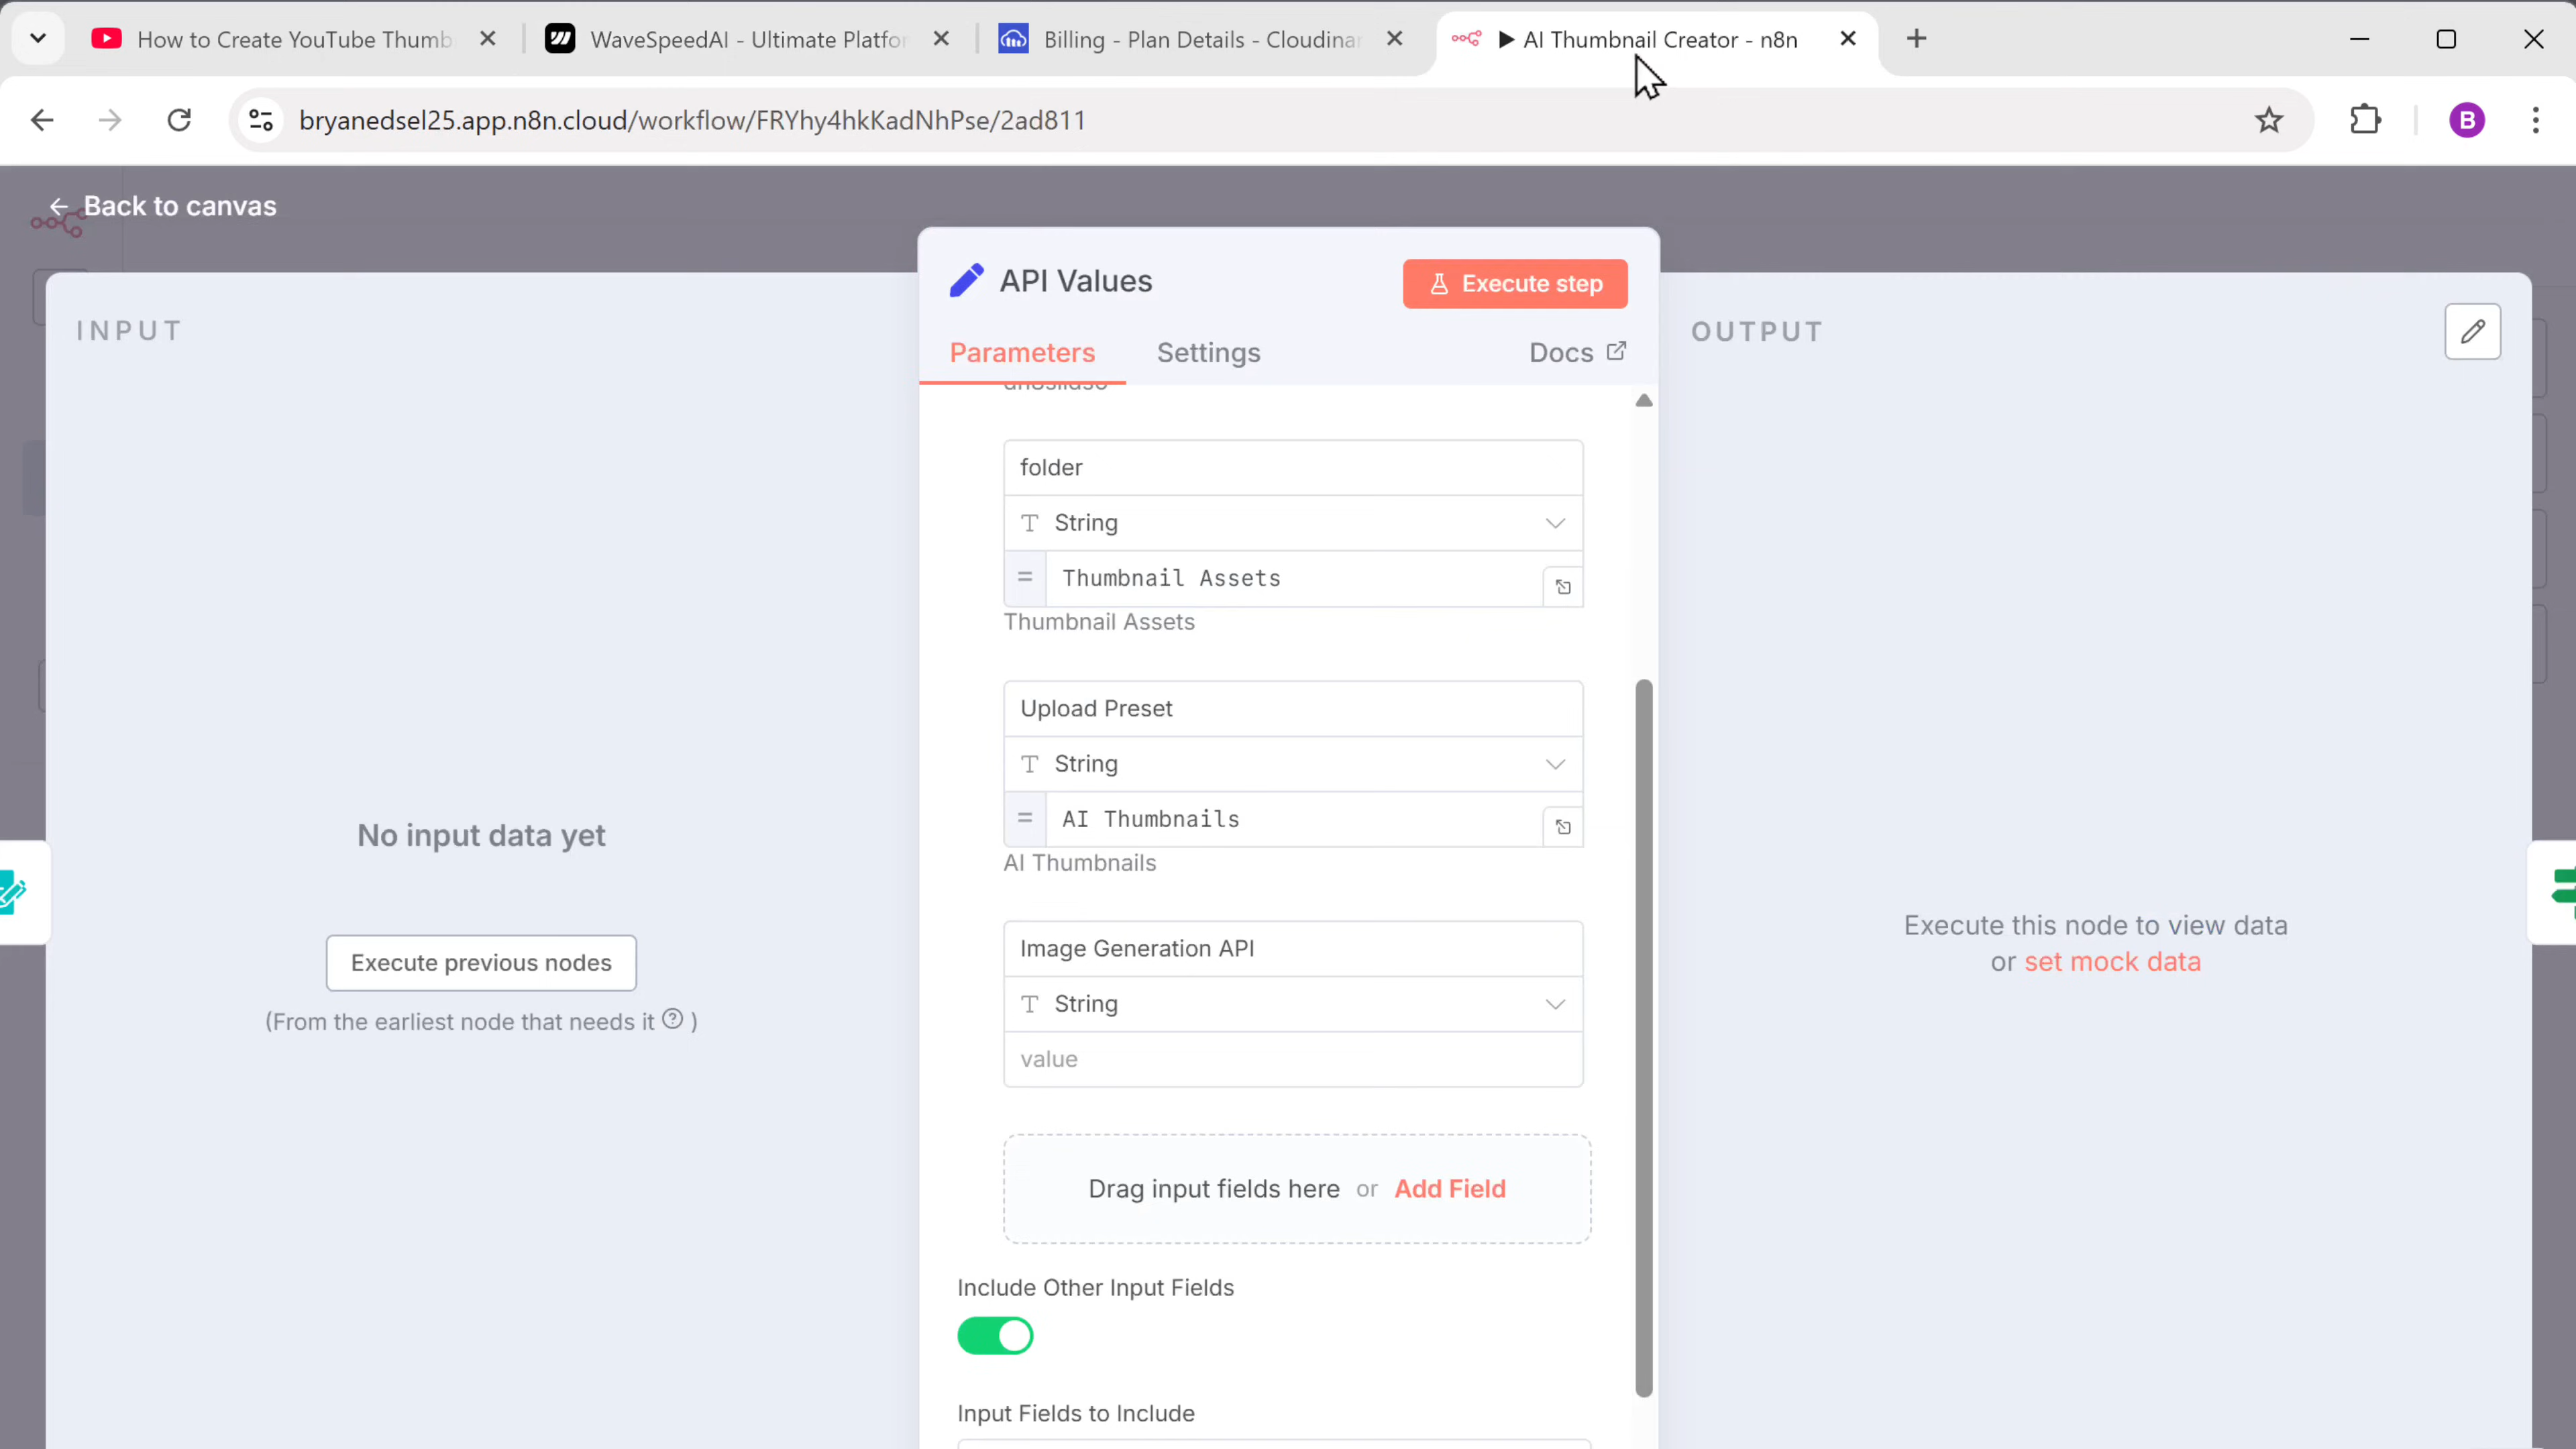 How to Create YouTube Thumb
WaveSpeedAI - Ultimate Platfor
Billing - Plan Details - Cloudinar
AI Thumbnail Creator - n8n
bryanedsel25.app.n8n.cloud/workflow/FRYhy4hkKadNhPse/2ad811
B
Back to canvas
API Values
Execute step
INPUT
Parameters
Settings
Docs
OUTPUT
folder
T String
= Thumbnail Assets
Thumbnail Assets
Upload Preset
T String
= AI Thumbnails
AI Thumbnails
No input data yet
Execute previous nodes
(From the earliest node that needs it ? )
Execute this node to view data
or set mock data
Image Generation API
T String
value
Drag input fields here or Add Field
Include Other Input Fields
Input Fields to Include